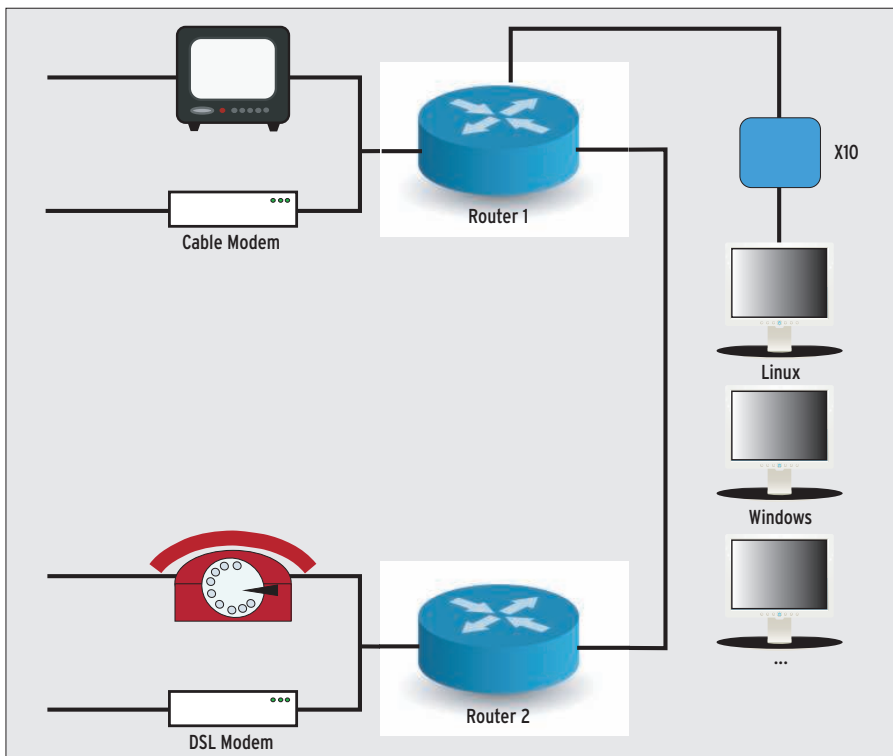 X10
Cable Modem
Router 1
Linux
Windows
...
DSL Modem
Router 2